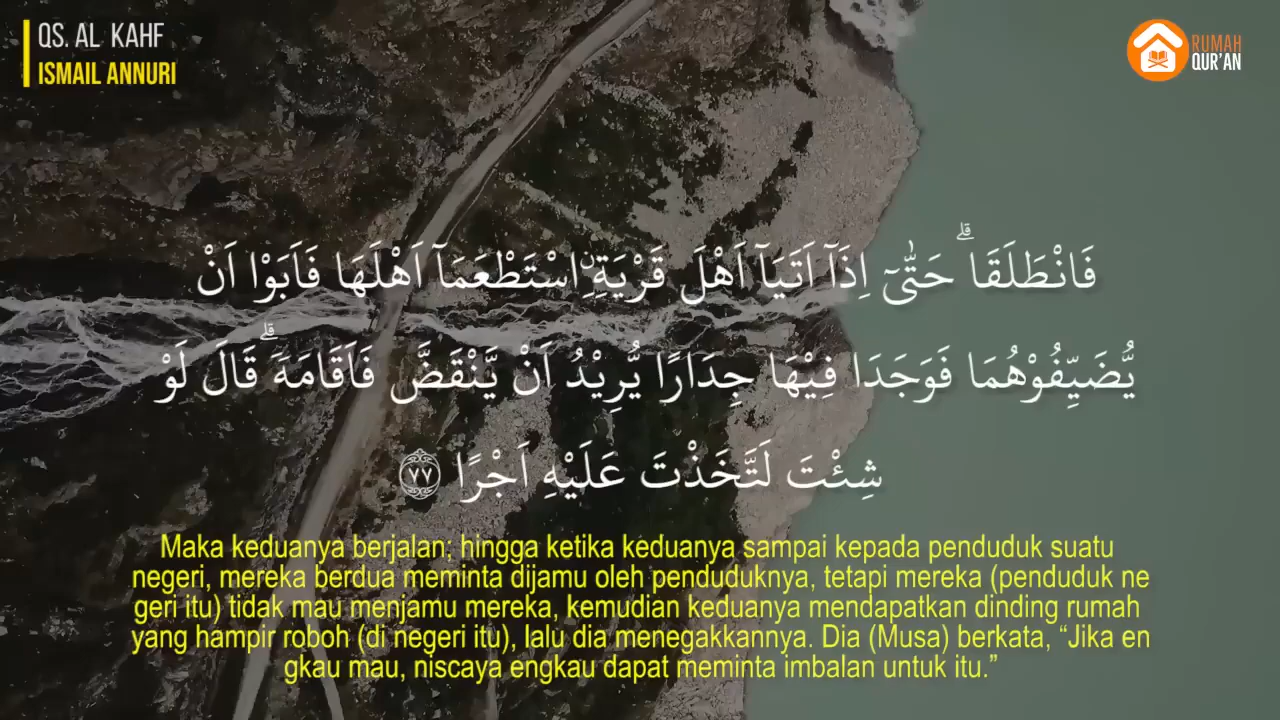 QS. AL KAHF
ISMAIL ANNURI
RUMAH
QUR'AN
فَانْطَلَقَا ۗحَتّٰىٓ اِذَآ اَتَيَآ اَهْلَ قَرْيَةِ ِۨاسْتَطْعَمَآ اَهْلَهَا فَاَبَوْا اَنْ
يُّضَيِّفُوْهُمَا فَوَجَدَا فِيْهَا جِدَارًا يُّرِيْدُ اَنْ يَّنْقَضَّ فَاَقَامَهٗ ۗقَالَ لَوْ
شِئْتَ لَتَّخَذْتَ عَلَيْهِ اَجْرًا ٧٧
Maka keduanya berjalan; hingga ketika keduanya sampai kepada penduduk suatu
negeri, mereka berdua meminta dijamu oleh penduduknya, tetapi mereka (penduduk ne
geri itu) tidak mau menjamu mereka, kemudian keduanya mendapatkan dinding rumah
yang hampir roboh (di negeri itu), lalu dia menegakkannya. Dia (Musa) berkata, “Jika en
gkau mau, niscaya engkau dapat meminta imbalan untuk itu.”